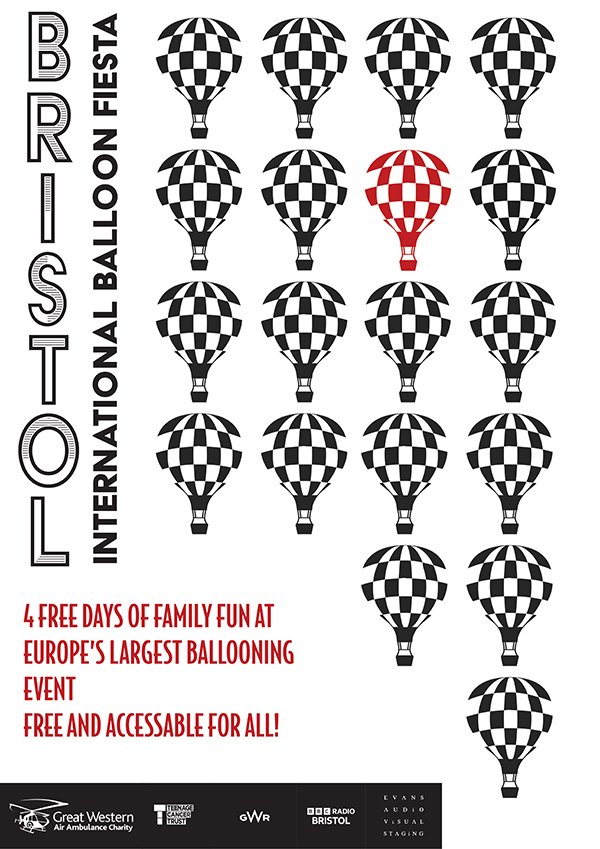 BRISTOL
INTERNATIONAL BALLOON FIESTA
4 FREE DAYS OF FAMILY FUN AT
EUROPE'S LARGEST BALLOONING
EVENT
FREE AND ACCESSABLE FOR ALL!
Great Western
Air Ambulance Charity
TEENAGE
CANCER
TRUST
GWR
BBC RADIO
BRISTOL
EVANS
AUDiO
ViSUAL
STAGiNG